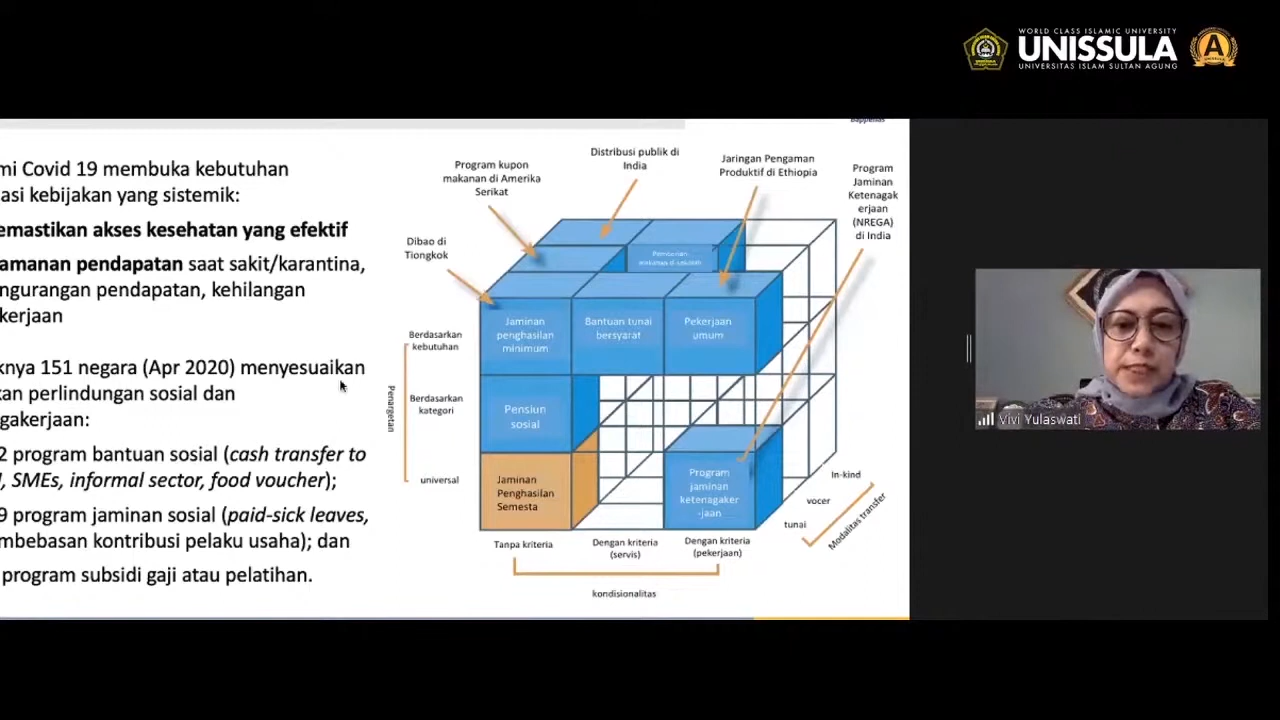 WORLD CLASS ISLAMIC UNIVERSITY
UNISSULA
UNIVERSITAS ISLAM SULTAN AGUNG
A
Bappenas
mi Covid 19 membuka kebutuhan
asi kebijakan yang sistemik:
emastikan akses kesehatan yang efektif
amanan pendapatan saat sakit/karantina,
ngurangan pendapatan, kehilangan
kerjaan
knya 151 negara (Apr 2020) menyesuaikan
kan perlindungan sosial dan
gakerjaan:
2 program bantuan sosial (cash transfer to
, SMEs, informal sector, food voucher);
9 program jaminan sosial (paid-sick leaves,
mbebasan kontribusi pelaku usaha); dan
program subsidi gaji atau pelatihan.
Dibao di
Tiongkok
Program kupon
makanan di Amerika
Serikat
Distribusi publik di
India
Jaringan Pengaman
Produktif di Ethiopia
Program
Jaminan
Ketenagak
erjaan
(NREGA)
di India
Pemberian
makanan di sekolah
Jaminan
penghasilan
minimum
Bantuan tunai
bersyarat
Pekerjaan
umum
Pensiun
sosial
Jaminan
Penghasilan
Semesta
Program
jaminan
ketenagaker
-jaan
Penargetan
Berdasarkan
kebutuhan
Berdasarkan
kategori
universal
Tanpa kriteria
Dengan kriteria
(servis)
Dengan kriteria
(pekerjaan)
kondisionalitas
tunai
vocer
In-kind
Modalitas transfer
Vivi Yulaswati